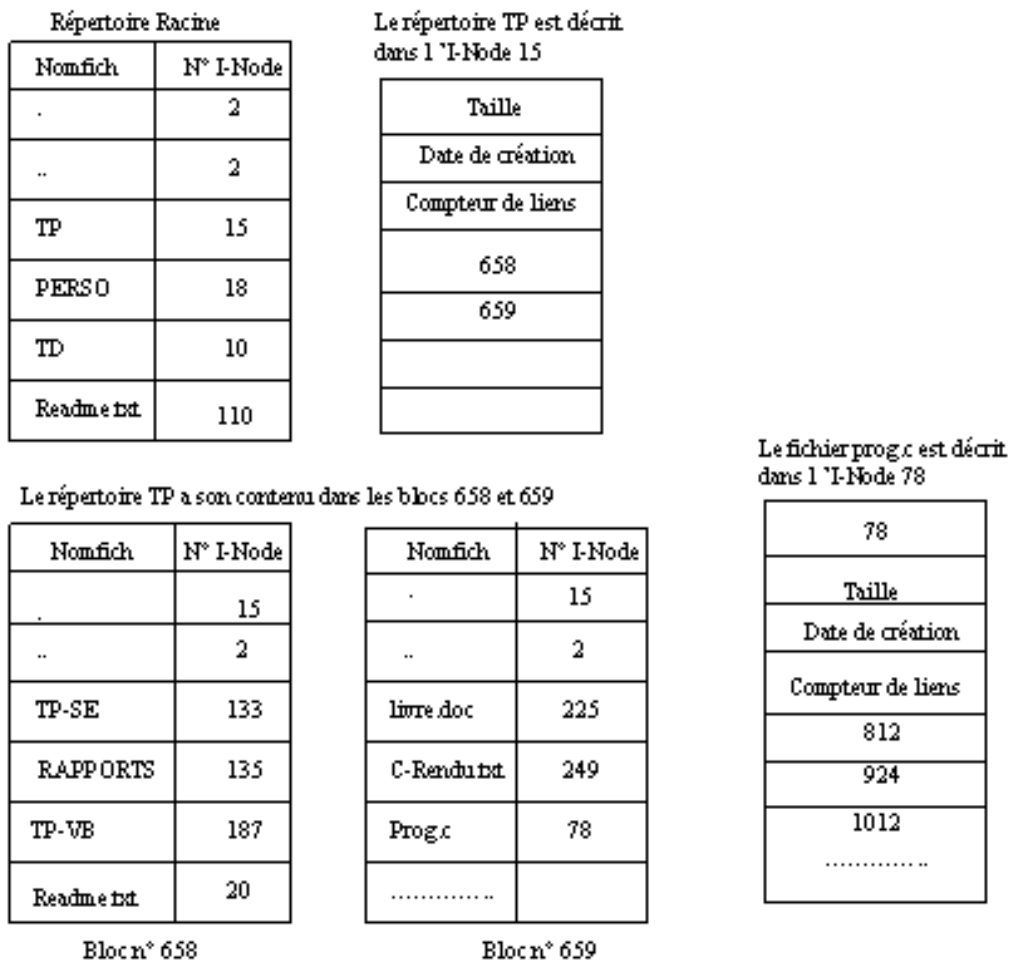 Répertoire Racine
Nomfich N° I-Node
. 2
.. 2
TP 15
PERSO 18
TD 10
Readme txt 110
Le répertoire TP est décrit
dans l `I-Node 15
Taille
Date de création
Compteur de liens
658
659
Le répertoire TP a son contenu dans les blocs 658 et 659
Nomfich N° I-Node
. 15
.. 2
TP-SE 133
RAPPORTS 135
TP-VB 187
Readme txt 20
Bloc n° 658
Nomfich N° I-Node
. 15
.. 2
livre.doc 225
C-Rendu txt 249
Prog.c 78
..............
Bloc n° 659
Le fichier prog.c est décrit
dans l `I-Node 78
78
Taille
Date de création
Compteur de liens
812
924
1012
..............